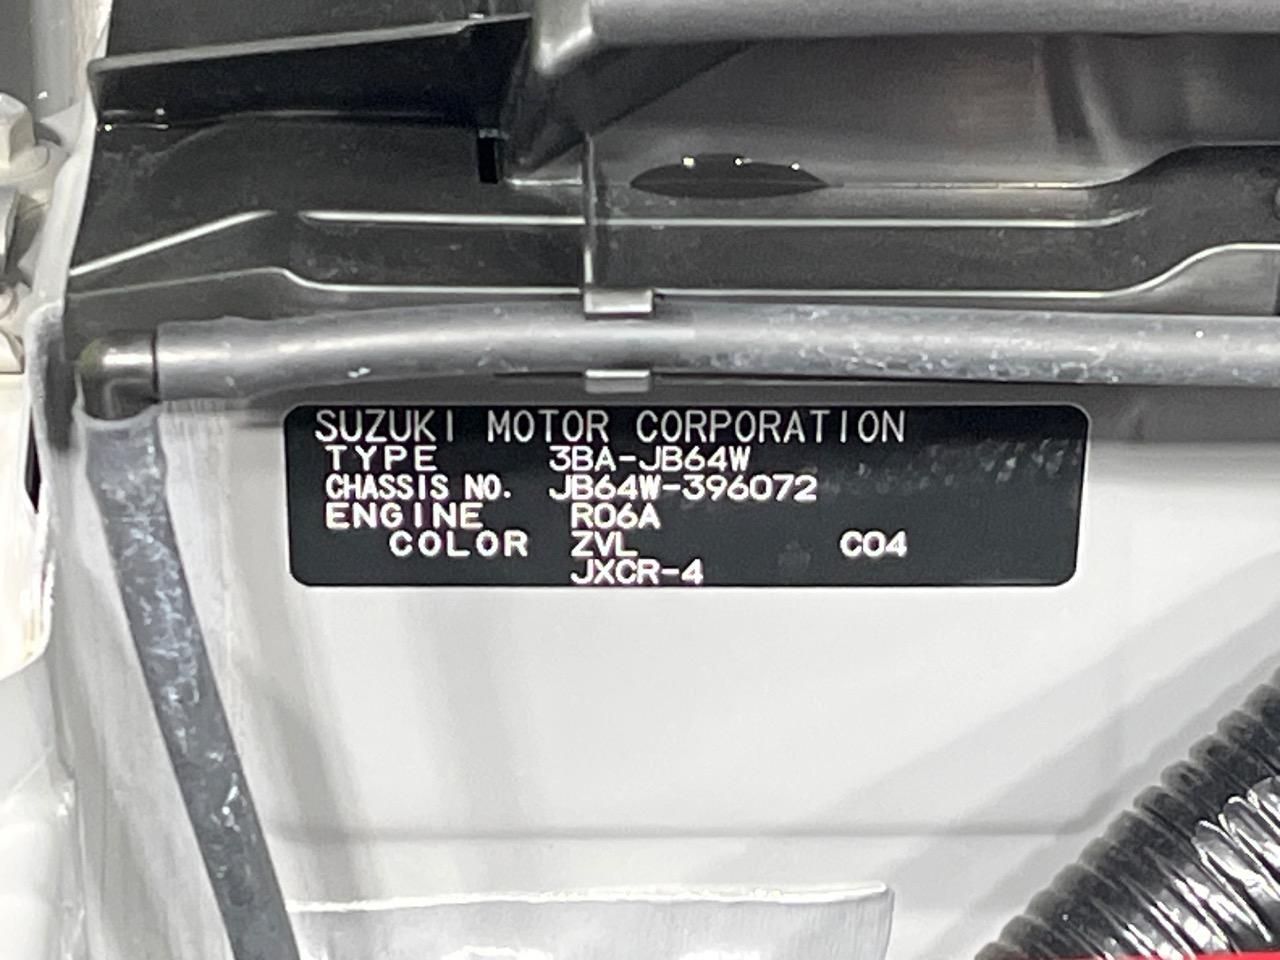 SUZUKI MOTOR CORPORATION
TYPE 3BA-JB64W
CHASSIS NO. JB64W-396072
ENGINE R06A
COLOR ZVL C04
JXCR-4